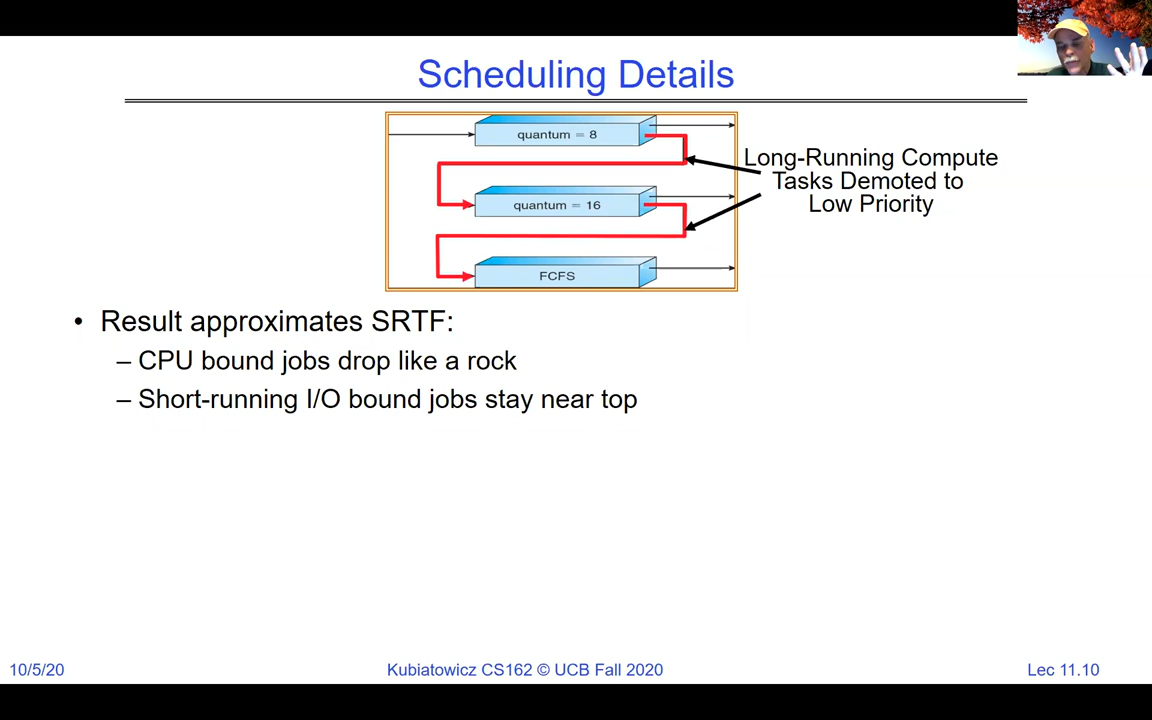 Scheduling Details
quantum = 8
Long-Running Compute
Tasks Demoted to
Low Priority
quantum = 16
FCFS
• Result approximates SRTF:
– CPU bound jobs drop like a rock
– Short-running I/O bound jobs stay near top
10/5/20
Kubiatowicz CS162 © UCB Fall 2020
Lec 11.10